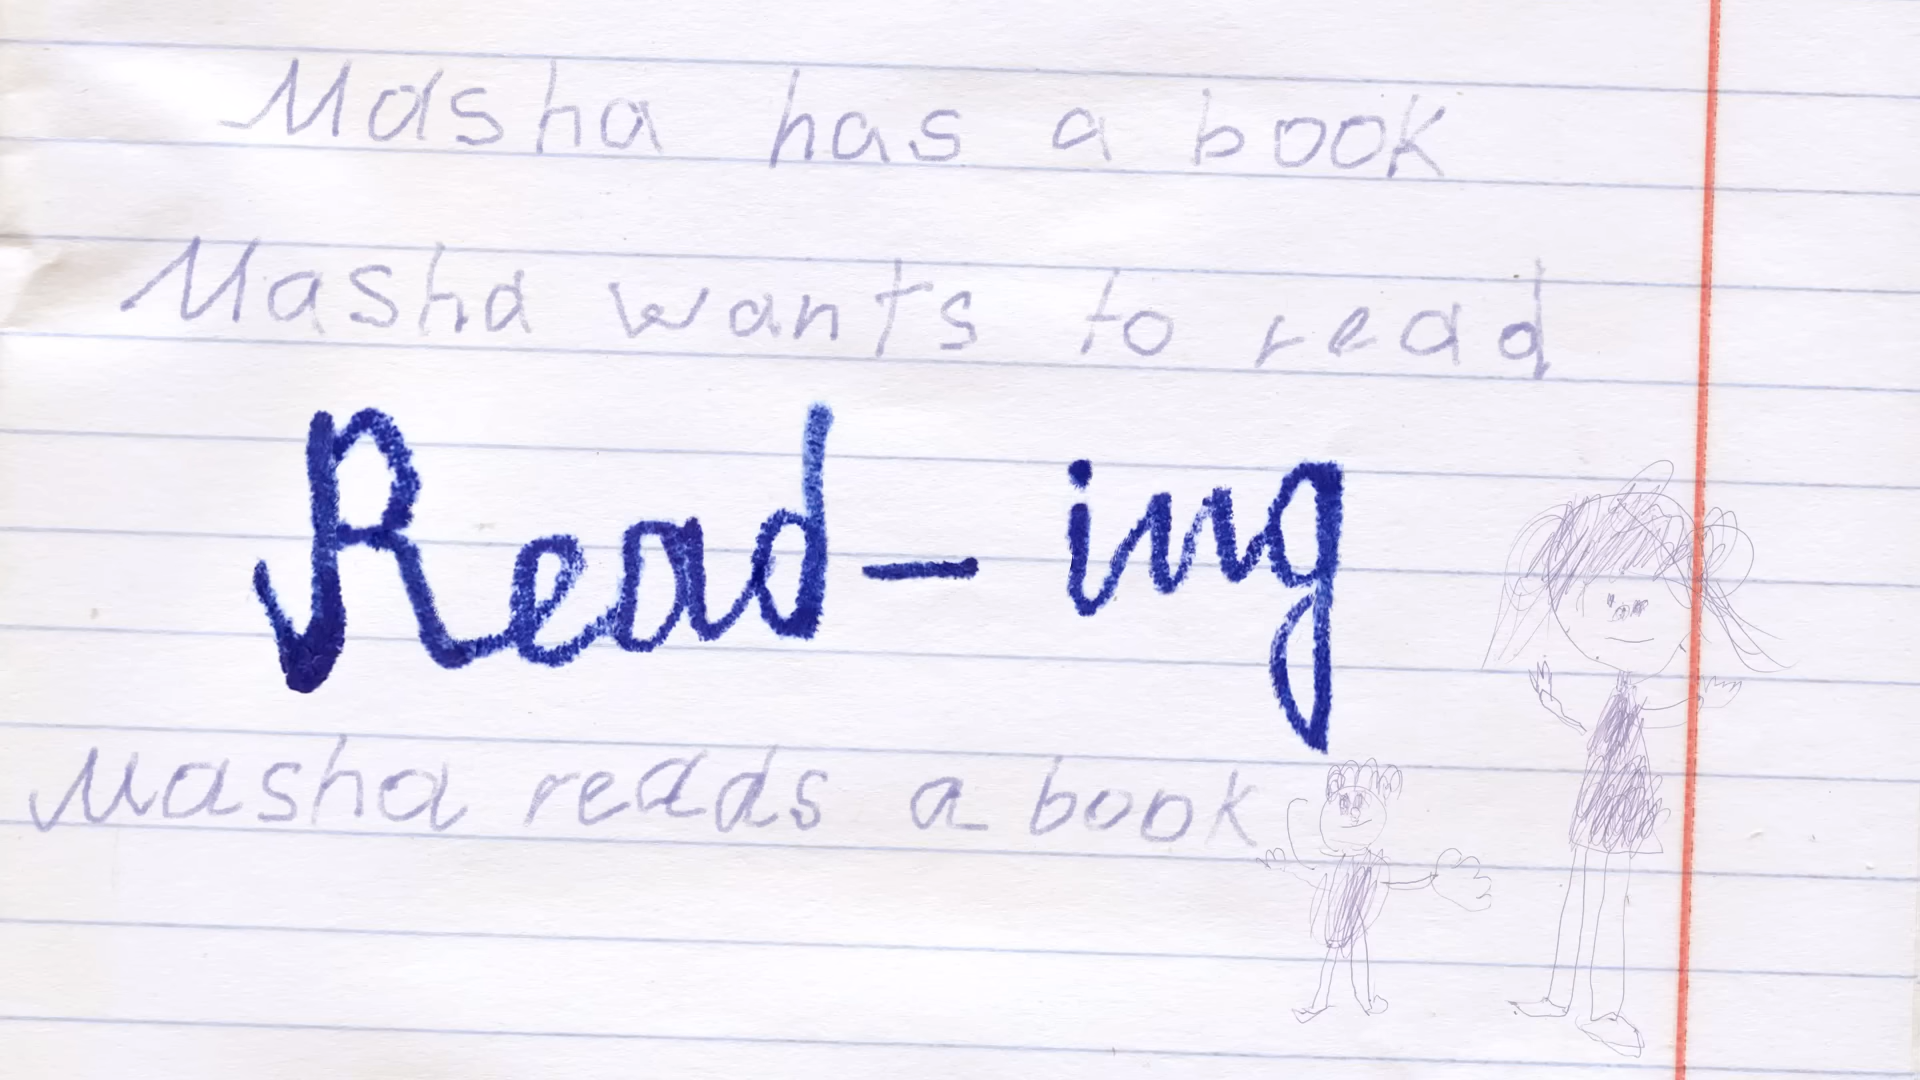 Masha has a book
Masha wants to read
Read - ing
Masha reads a book